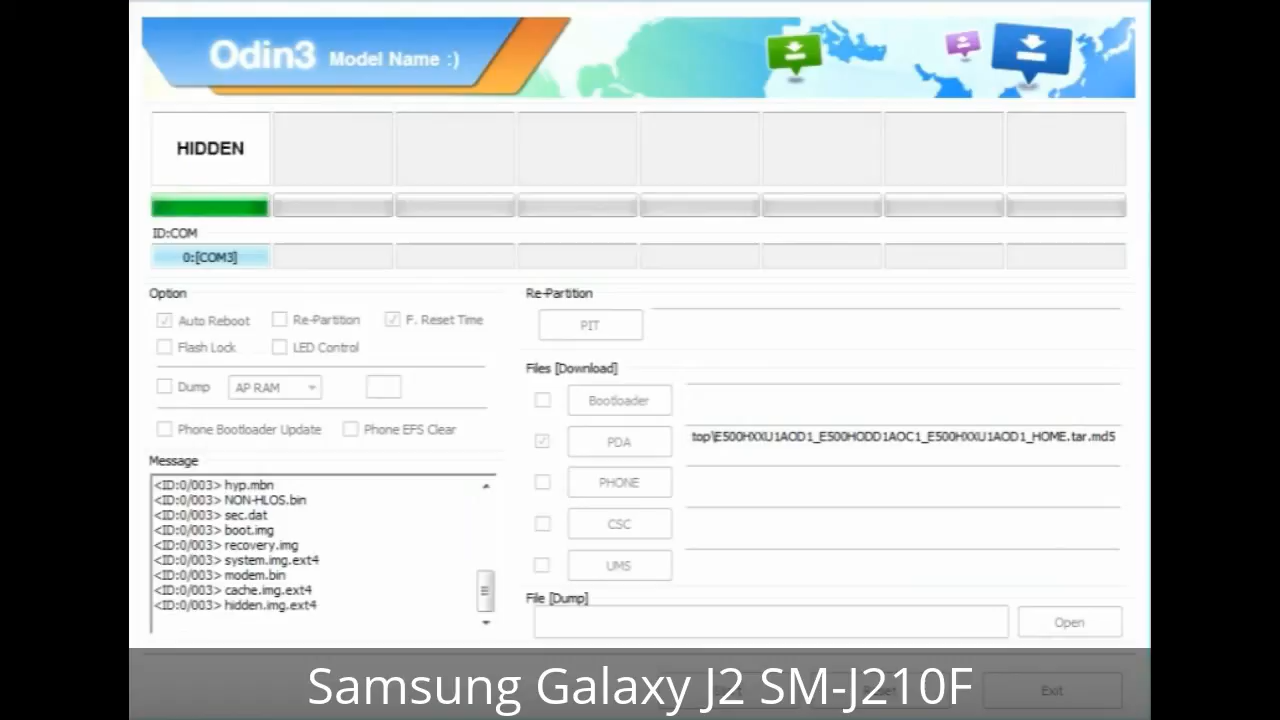 Odin3 Model Name :)
HIDDEN
ID:COM
0:[COM3]
Option
Auto Reboot Re-Partition F. Reset Time
Flash Lock LED Control
Dump AP RAM
Phone Bootloader Update Phone EFS Clear
Message
<ID:0/003> hyp.mbn
<ID:0/003> NON-HLOS.bin
<ID:0/003> sec.dat
<ID:0/003> boot.img
<ID:0/003> recovery.img
<ID:0/003> system.img.ext4
<ID:0/003> modem.bin
<ID:0/003> cache.img.ext4
<ID:0/003> hidden.img.ext4
Re-Partition
PIT
Files [Download]
Bootloader
PDA top\E500HXXU1AOD1_E500HODD1AOC1_E500HXXU1AOD1_HOME.tar.md5
PHONE
CSC
UMS
File [Dump]
Open
Reset Exit
Samsung Galaxy J2 SM-J210F